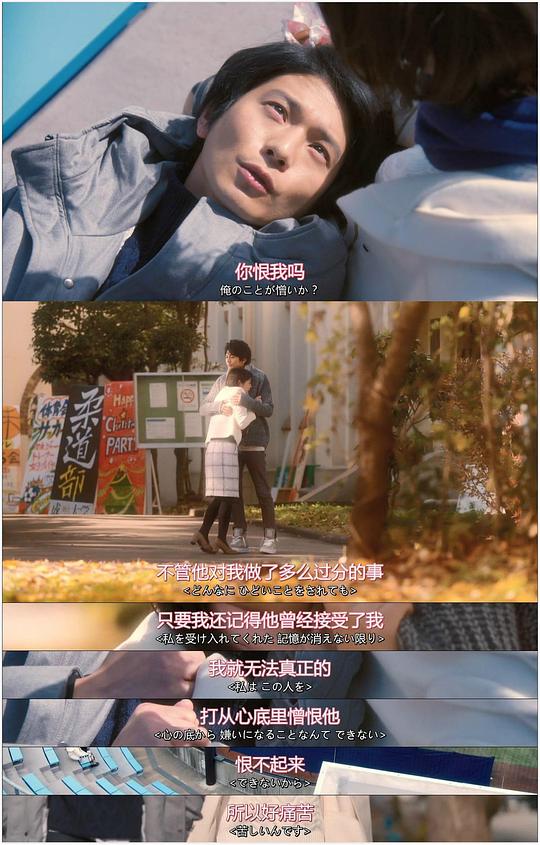 你恨我吗
俺のことが憎いか？
体育会
サカ
柔道部
HAPPY
PARTY
不管他对我做了多么过分的事
<どんなに ひどいことをされても>
只要我还记得他曾经接受了我
<私を受け入れてくれた 記憶が消えない限り>
我就无法真正的
<私は この人を>
打从心底里憎恨他
<心の底から 嫌いになることなんて できない>
恨不起来
<できないから>
所以好痛苦
<苦しいんです>